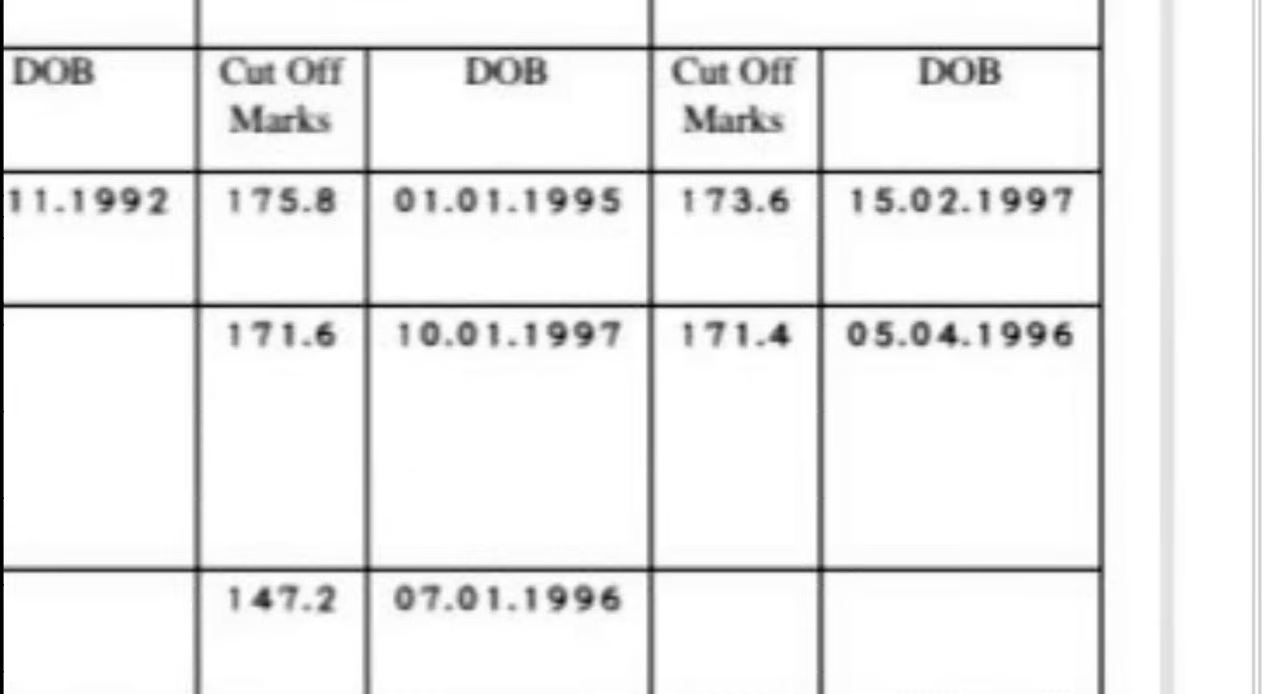 DOB Cut Off DOB Cut Off DOB
Marks Marks
11.1992 175.8 01.01.1995 173.6 15.02.1997
171.6 10.01.1997 171.4 05.04.1996
147.2 07.01.1996